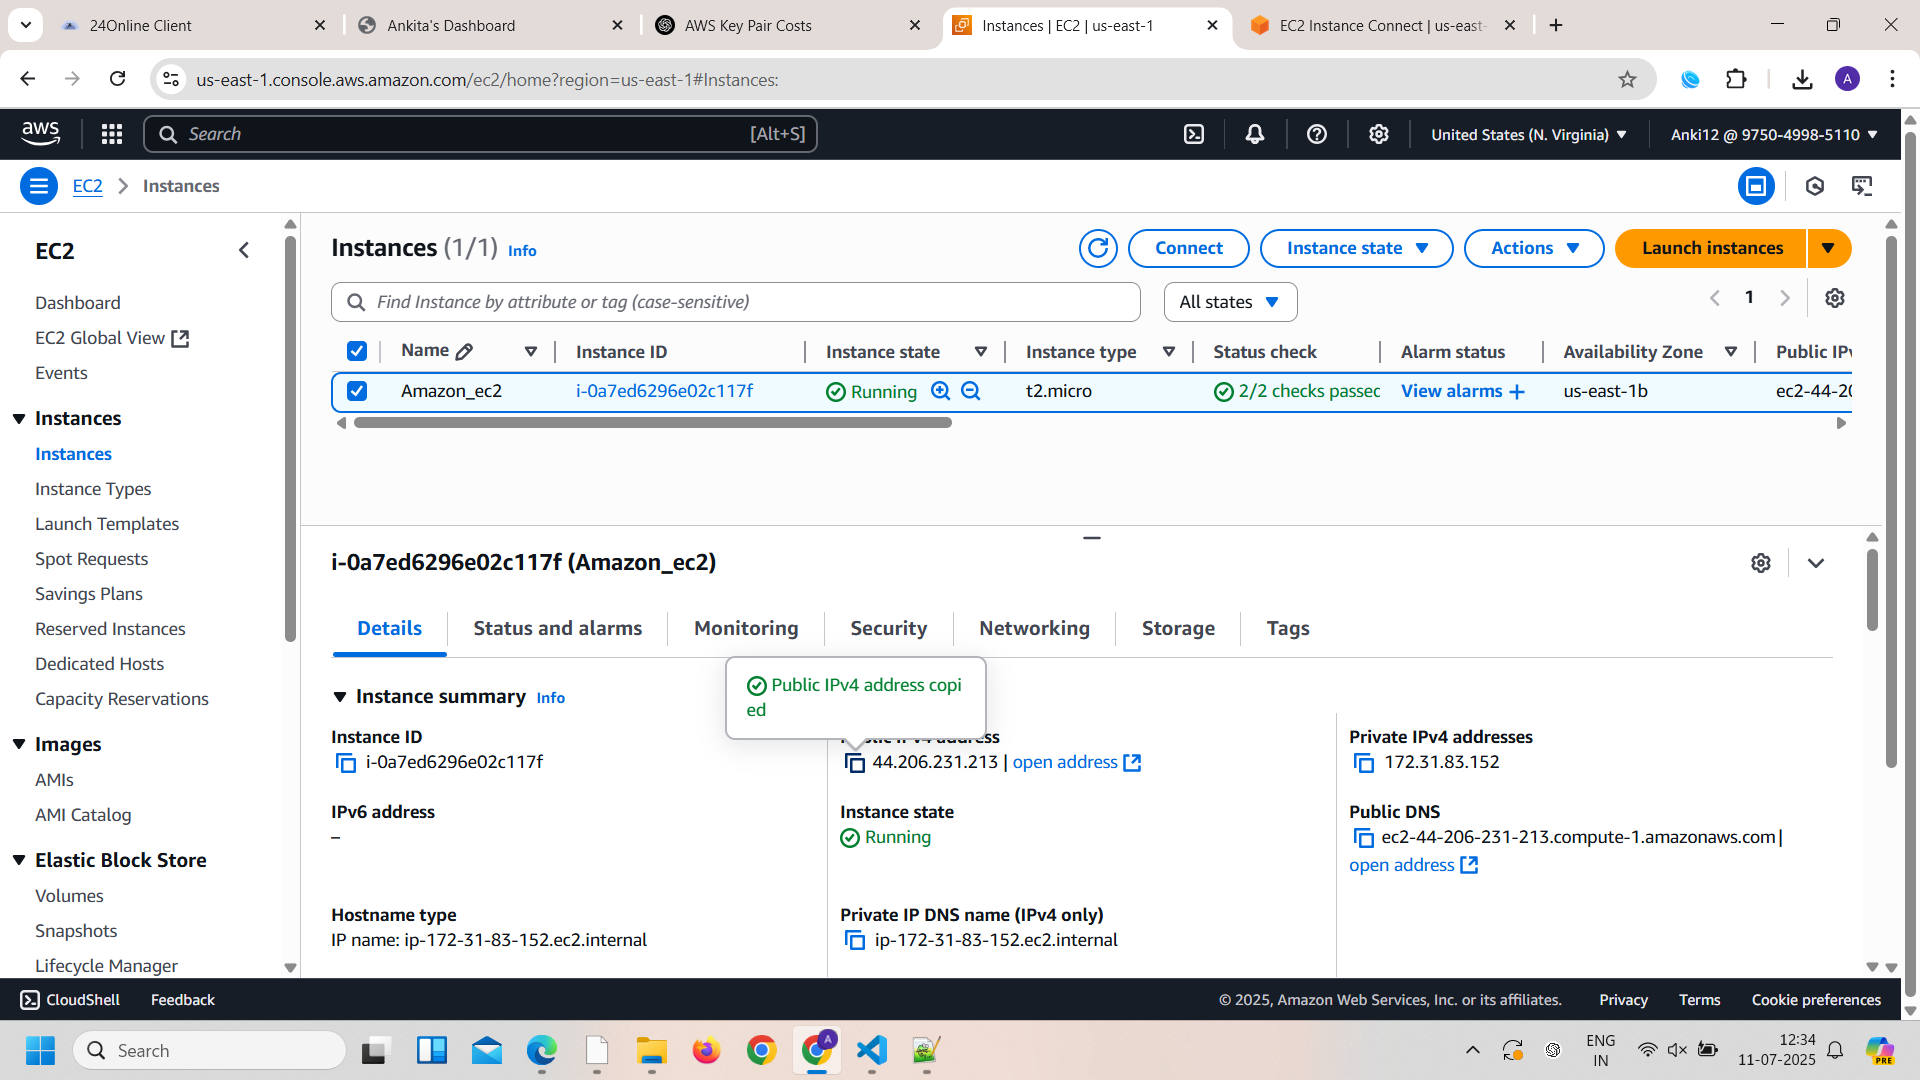 24Online Client
Ankita's Dashboard
AWS Key Pair Costs
Instances | EC2 | us-east-1
EC2 Instance Connect | us-east-
us-east-1.console.aws.amazon.com/ec2/home?region=us-east-1#Instances:
A
aws
Search
[Alt+S]
United States (N. Virginia)
Anki12 @ 9750-4998-5110
EC2
Instances
EC2
Dashboard
EC2 Global View
Events
Instances
Instances
Instance Types
Launch Templates
Spot Requests
Savings Plans
Reserved Instances
Dedicated Hosts
Capacity Reservations
Images
AMIs
AMI Catalog
Elastic Block Store
Volumes
Snapshots
Lifecycle Manager
Instances (1/1) Info
Connect
Instance state
Actions
Launch instances
Find Instance by attribute or tag (case-sensitive)
All states
1
Name
Instance ID
Instance state
Instance type
Status check
Alarm status
Availability Zone
Public IPv
Amazon_ec2
i-0a7ed6296e02c117f
Running
t2.micro
2/2 checks passed
View alarms +
us-east-1b
ec2-44-20
i-0a7ed6296e02c117f (Amazon_ec2)
Details
Status and alarms
Monitoring
Security
Networking
Storage
Tags
Public IPv4 address copi
ed
Instance summary Info
Instance ID
i-0a7ed6296e02c117f
Public IPv4 address
44.206.231.213 | open address
Private IPv4 addresses
172.31.83.152
IPv6 address
–
Instance state
Running
Public DNS
ec2-44-206-231-213.compute-1.amazonaws.com |
open address
Hostname type
IP name: ip-172-31-83-152.ec2.internal
Private IP DNS name (IPv4 only)
ip-172-31-83-152.ec2.internal
CloudShell
Feedback
© 2025, Amazon Web Services, Inc. or its affiliates.
Privacy
Terms
Cookie preferences
Search
A
ENG
IN
12:34
11-07-2025
PRE